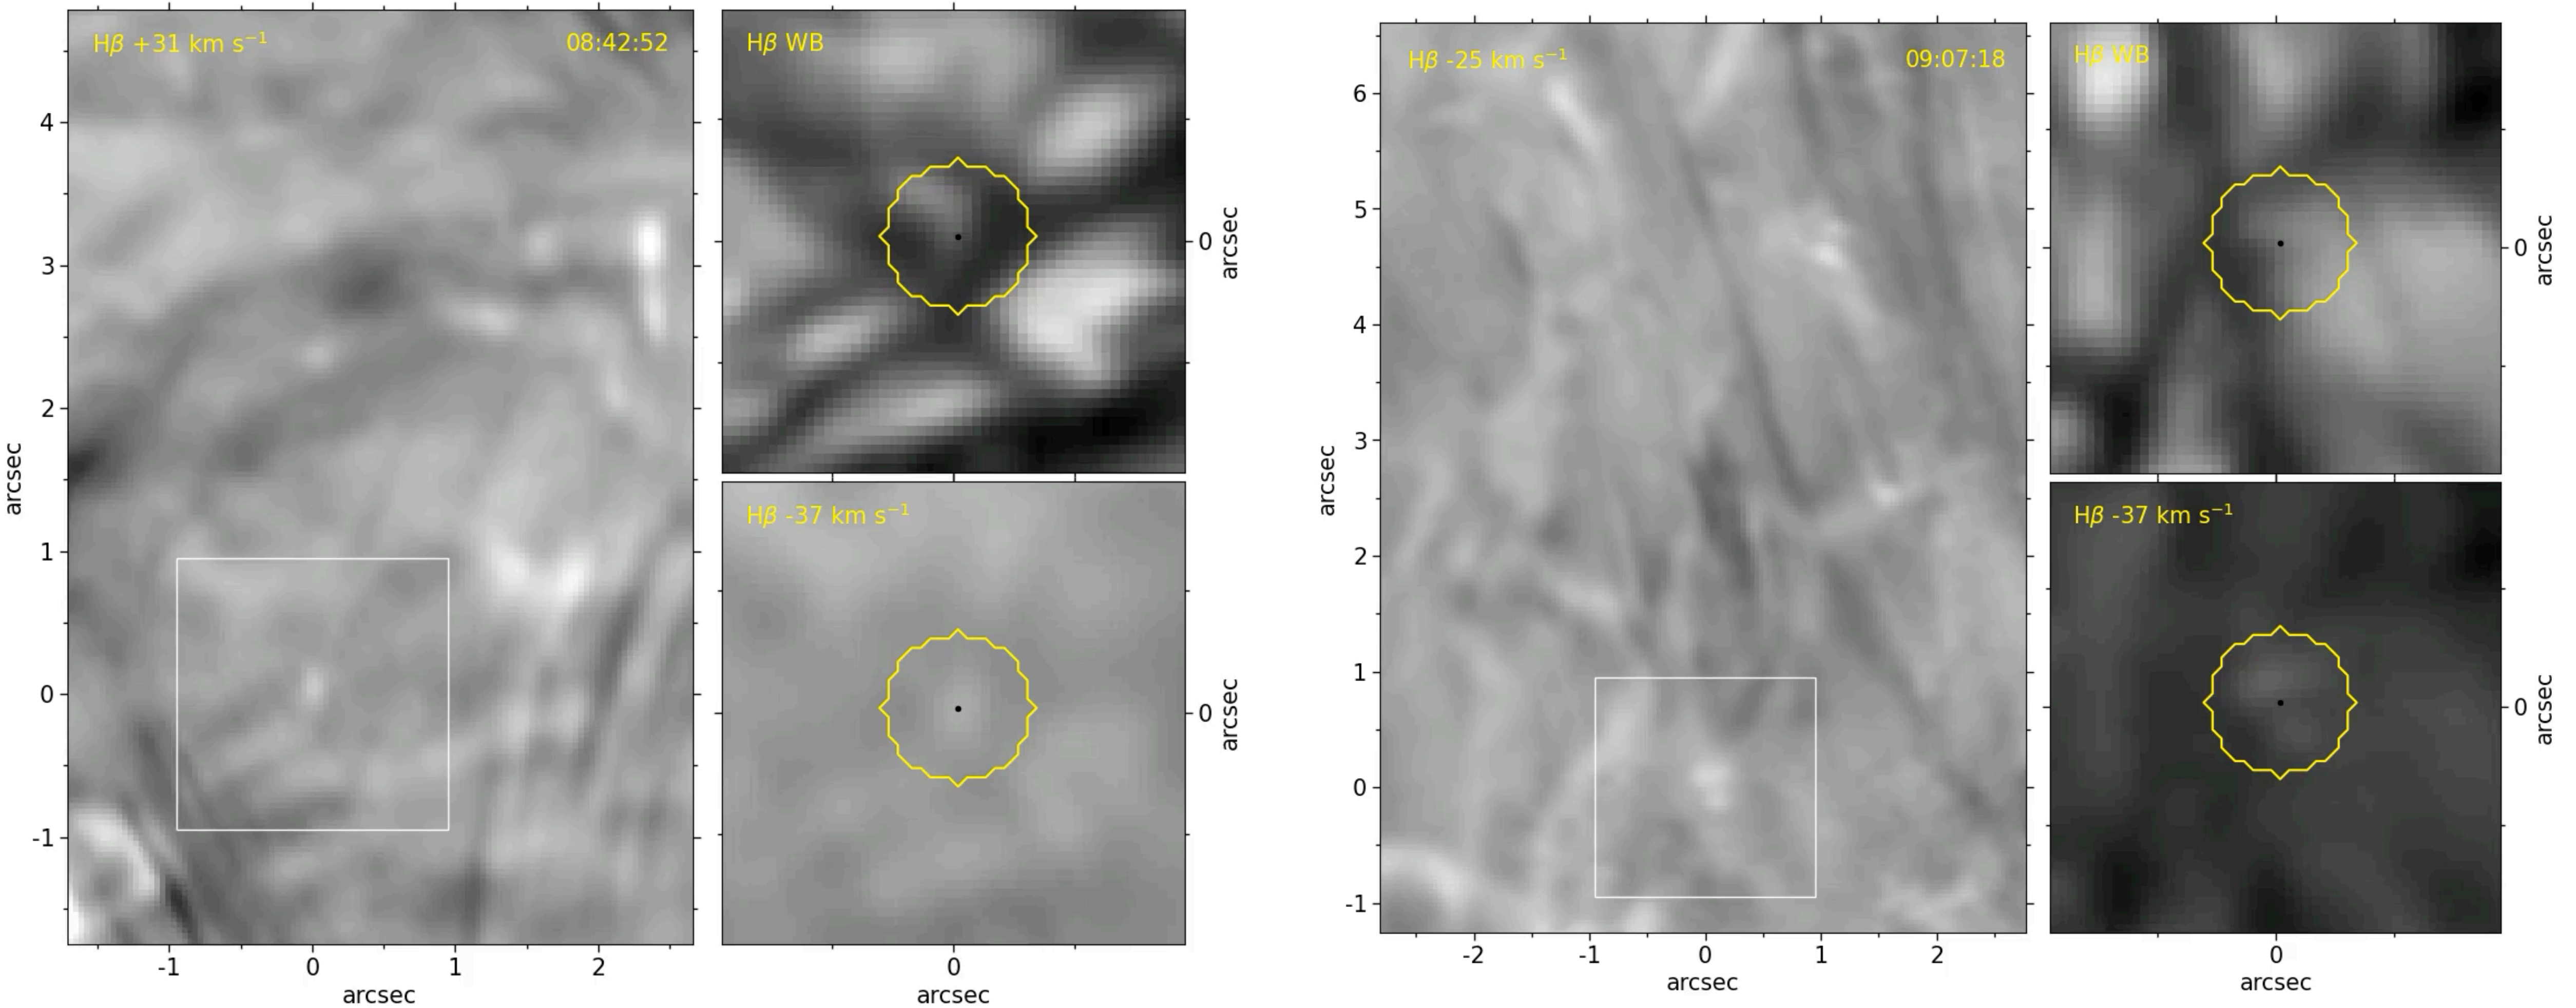 Hβ +31 km s⁻¹ 08:42:52
4
3
2
1
0
-1
arcsec
-1 0 1 2
arcsec
Hβ WB
0
arcsec
Hβ -37 km s⁻¹
0
arcsec
0
arcsec
Hβ -25 km s⁻¹ 09:07:18
6
5
4
3
2
1
0
-1
arcsec
-2 -1 0 1 2
arcsec
Hβ WB
0
arcsec
Hβ -37 km s⁻¹
0
arcsec
0
arcsec